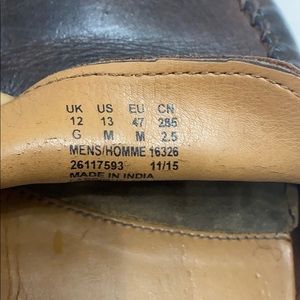 UK US EU CN
12 13 47 285
G M M 2.5
MENS/HOMME 16326
26117593 11/15
MADE IN INDIA